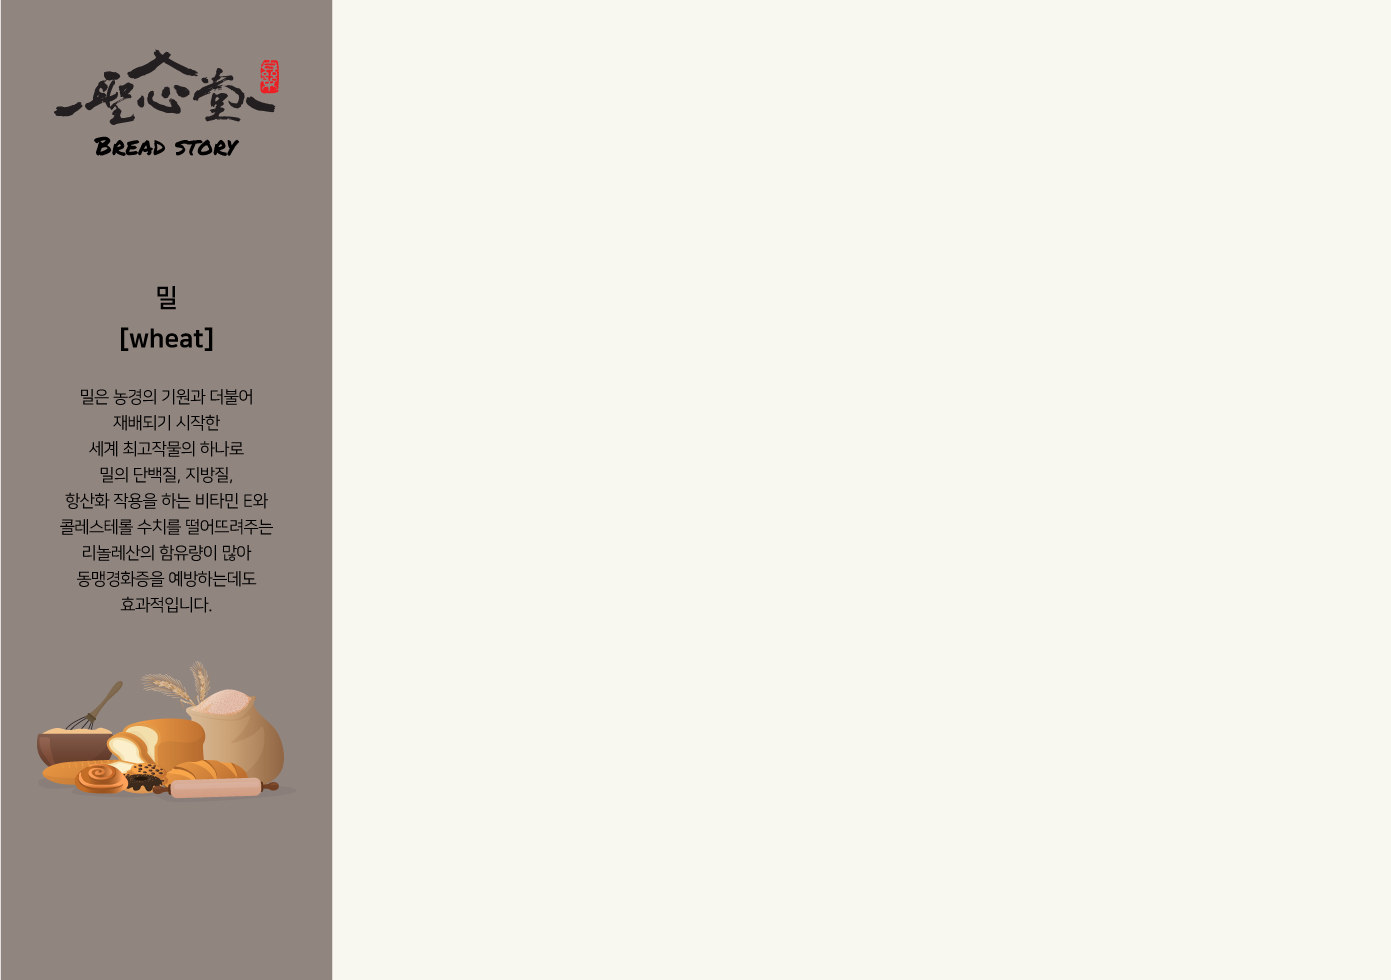 聖心堂
BREAD STORY
밀
[wheat]
밀은 농경의 기원과 더불어
재배되기 시작한
세계 최고작물의 하나로
밀의 단백질, 지방질,
항산화 작용을 하는 비타민 E와
콜레스테롤 수치를 떨어뜨려주는
리놀레산의 함유량이 많아
동맹경화증을 예방하는데도
효과적입니다.